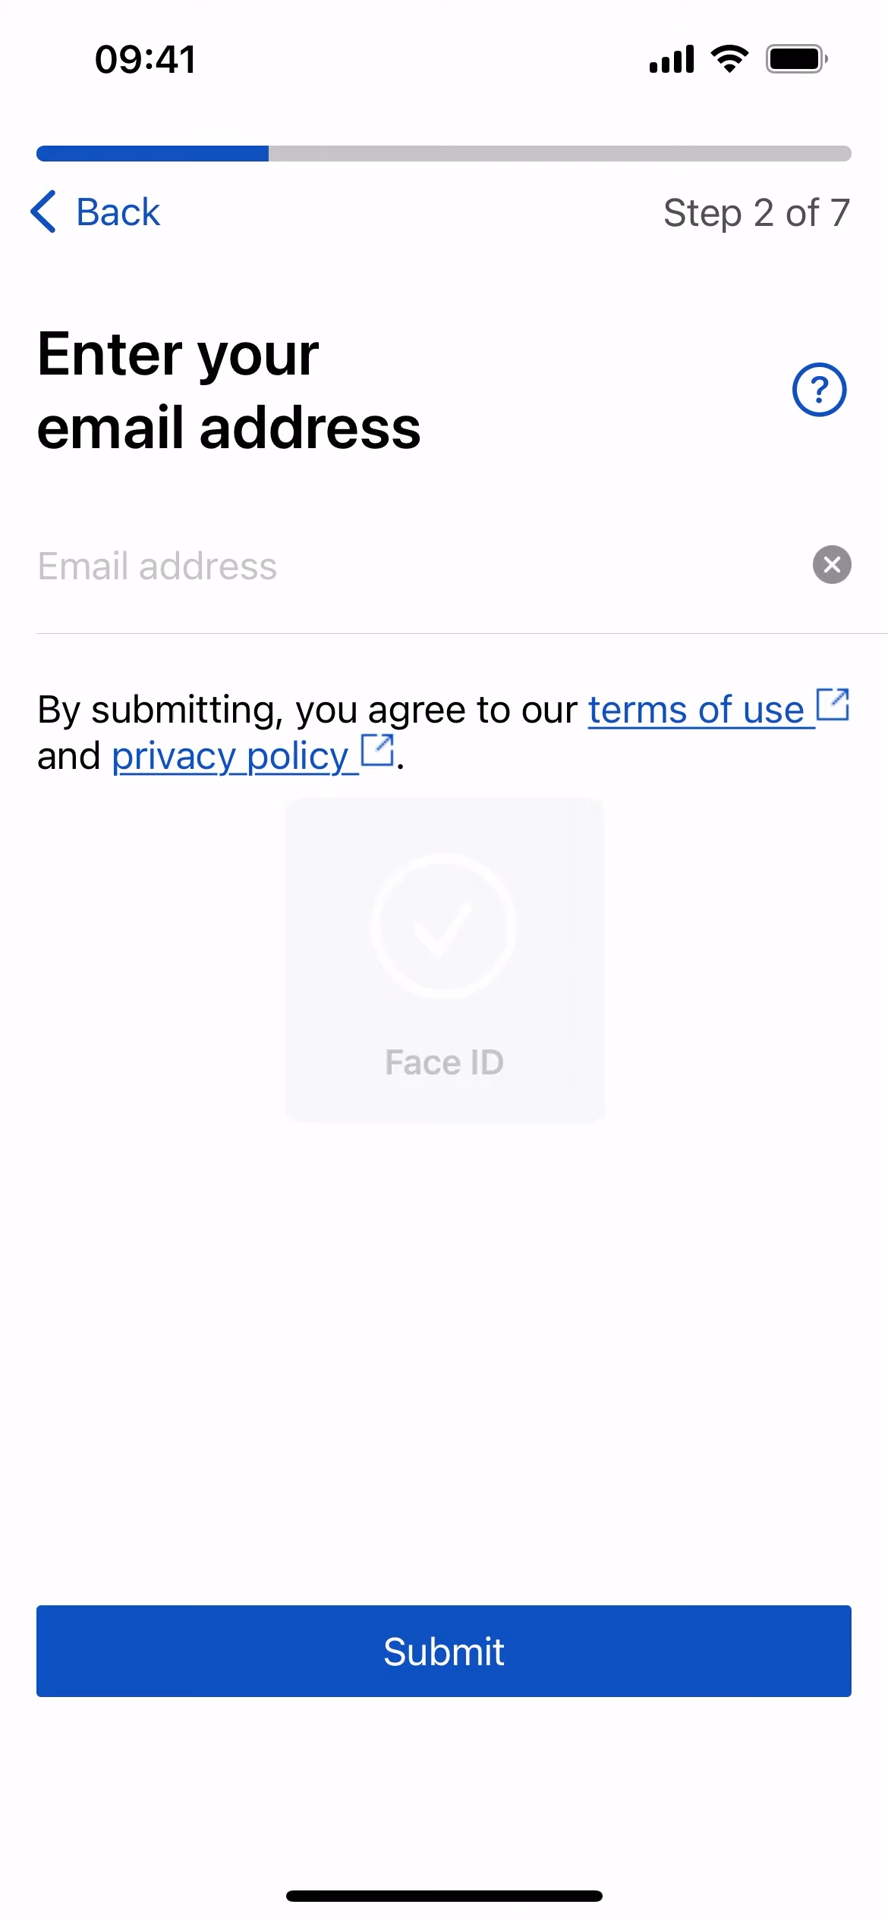 09:41
Back
Step 2 of 7
Enter your
email address
?
Email address
By submitting, you agree to our terms of use
and privacy policy.
Face ID
Submit